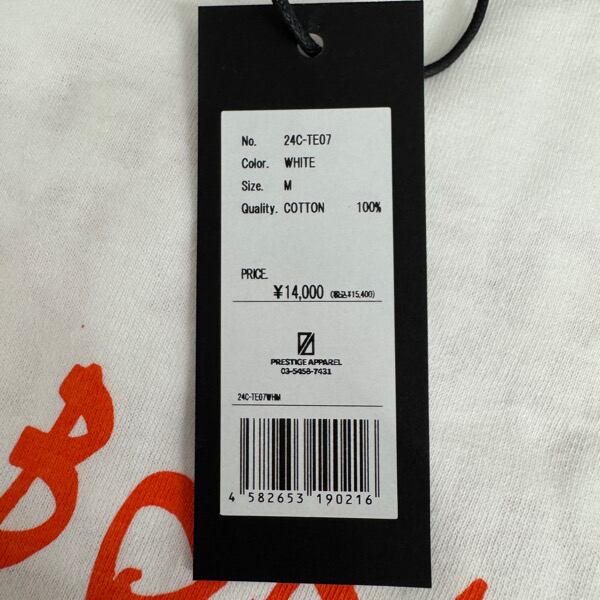 No. 24C-TE07
Color. WHITE
Size. M
Quality. COTTON 100%
PRICE.
¥14,000 (税込¥15,400)
PRESTIGE APPAREL
03-5458-7431
24C-TE07WHM
4 582653 190216